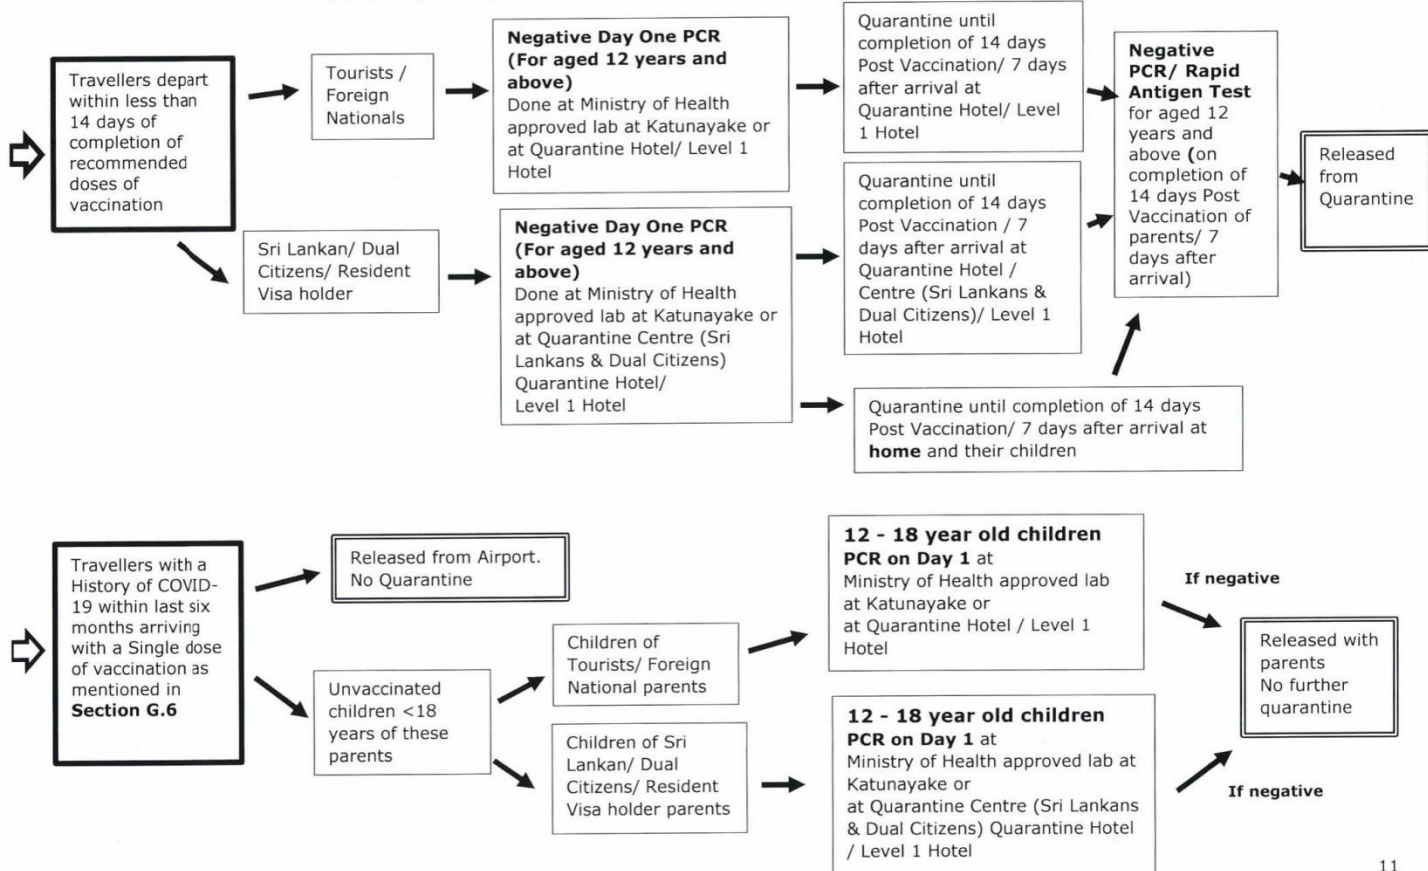 Travellers depart
within less than
14 days of
completion of
recommended
doses of
vaccination
Tourists /
Foreign
Nationals
Negative Day One PCR
(For aged 12 years and
above)
Done at Ministry of Health
approved lab at Katunayake or
at Quarantine Hotel/ Level 1
Hotel
Quarantine until
completion of 14 days
Post Vaccination/ 7 days
after arrival at
Quarantine Hotel/ Level
1 Hotel
Sri Lankan/ Dual
Citizens/ Resident
Visa holder
Negative Day One PCR
(For aged 12 years and
above)
Done at Ministry of Health
approved lab at Katunayake or
at Quarantine Centre (Sri
Lankans & Dual Citizens)
Quarantine Hotel/
Level 1 Hotel
Quarantine until
completion of 14 days
Post Vaccination / 7
days after arrival at
Quarantine Hotel /
Centre (Sri Lankans &
Dual Citizens)/ Level 1
Hotel
Quarantine until completion of 14 days
Post Vaccination/ 7 days after arrival at
home and their children
Negative
PCR/ Rapid
Antigen Test
for aged 12
years and
above (on
completion of
14 days Post
Vaccination of
parents/ 7
days after
arrival)
Released
from
Quarantine
Travellers with a
History of COVID-
19 within last six
months arriving
with a Single dose
of vaccination as
mentioned in
Section G.6
Released from Airport.
No Quarantine
Unvaccinated
children <18
years of these
parents
Children of
Tourists/ Foreign
National parents
12 - 18 year old children
PCR on Day 1 at
Ministry of Health approved lab
at Katunayake or
at Quarantine Hotel / Level 1
Hotel
If negative
Children of Sri
Lankan/ Dual
Citizens/ Resident
Visa holder parents
12 - 18 year old children
PCR on Day 1 at
Ministry of Health approved lab at
Katunayake or
at Quarantine Centre (Sri Lankans
& Dual Citizens) Quarantine Hotel
/ Level 1 Hotel
If negative
Released with
parents
No further
quarantine
11